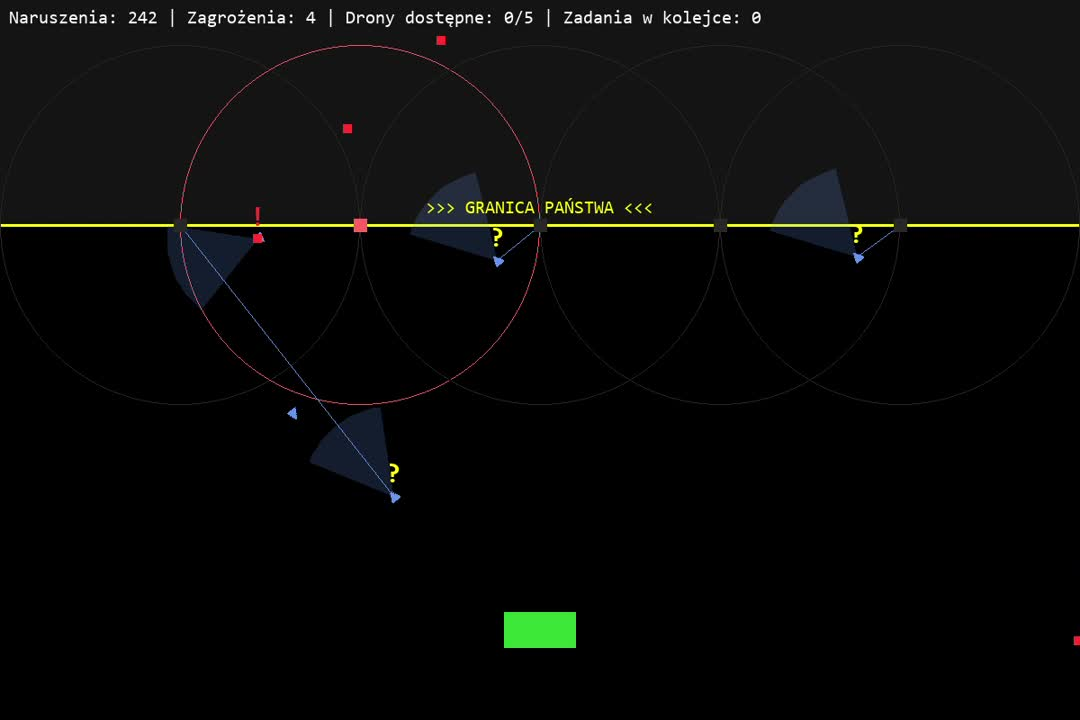 Naruszenia: 242 | Zagrożenia: 4 | Drony dostępne: 0/5 | Zadania w kolejce: 0
>>> GRANICA PAŃSTWA <<<
!
?
?
?